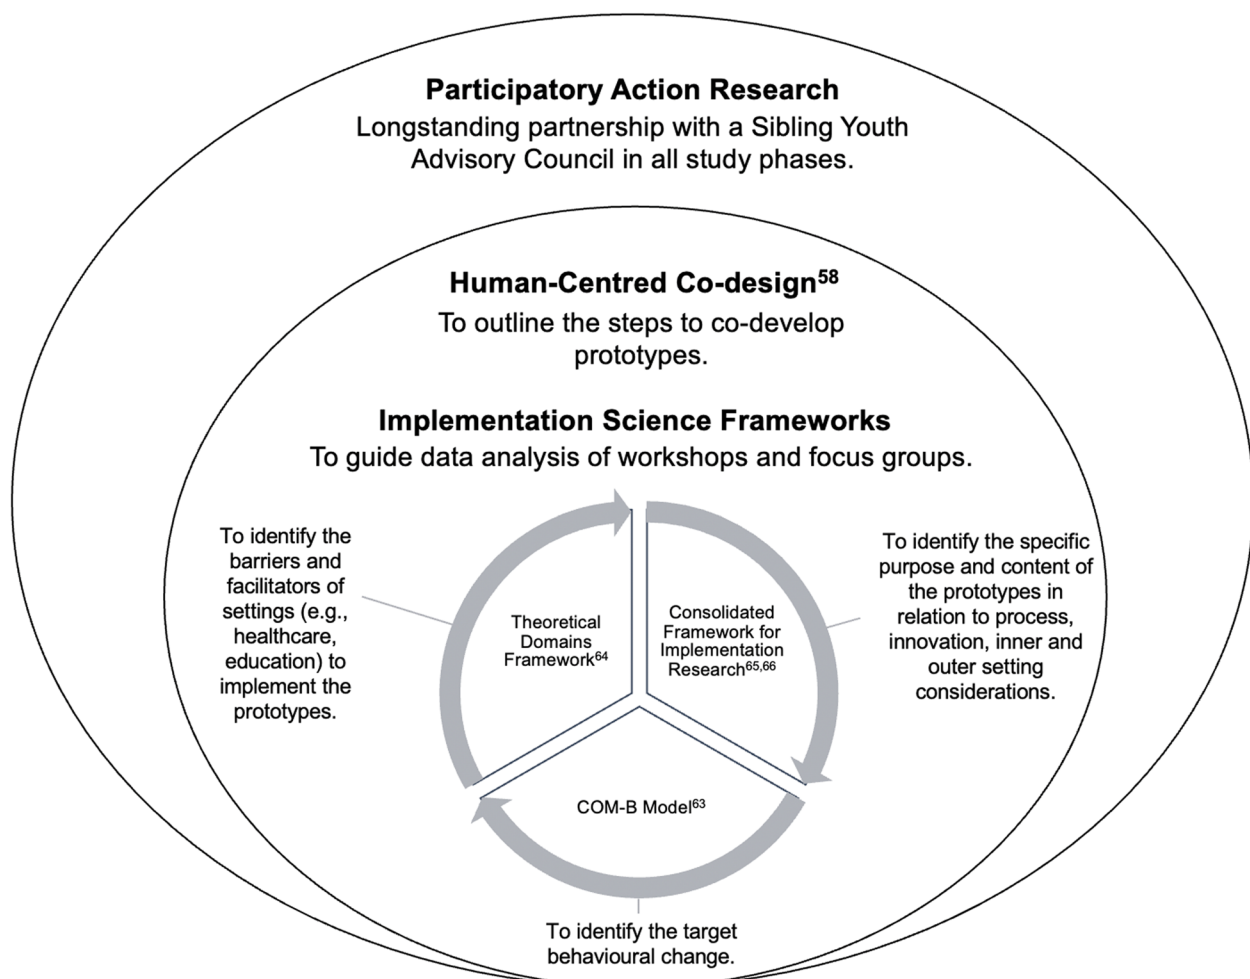 Participatory Action Research
Longstanding partnership with a Sibling Youth
Advisory Council in all study phases.
Human-Centred Co-design58
To outline the steps to co-develop
prototypes.
Implementation Science Frameworks
To guide data analysis of workshops and focus groups.
To identify the
barriers and
facilitators of
settings (e.g.,
healthcare,
education) to
implement the
prototypes.
Theoretical
Domains
Framework64
Consolidated
Framework for
Implementation
Research65,66
To identify the specific
purpose and content of
the prototypes in
relation to process,
innovation, inner and
outer setting
considerations.
COM-B Model63
To identify the target
behavioural change.